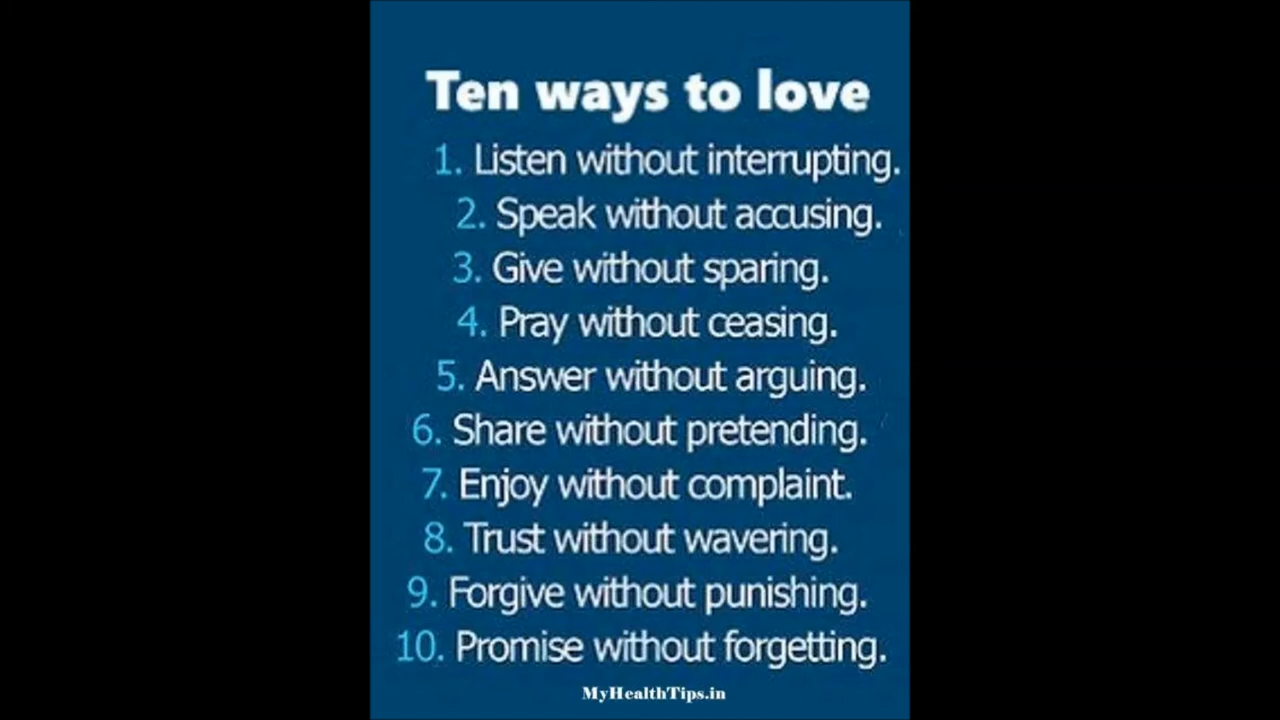 Ten ways to love
1. Listen without interrupting.
2. Speak without accusing.
3. Give without sparing.
4. Pray without ceasing.
5. Answer without arguing.
6. Share without pretending.
7. Enjoy without complaint.
8. Trust without wavering.
9. Forgive without punishing.
10. Promise without forgetting.
MyHealthTips.in